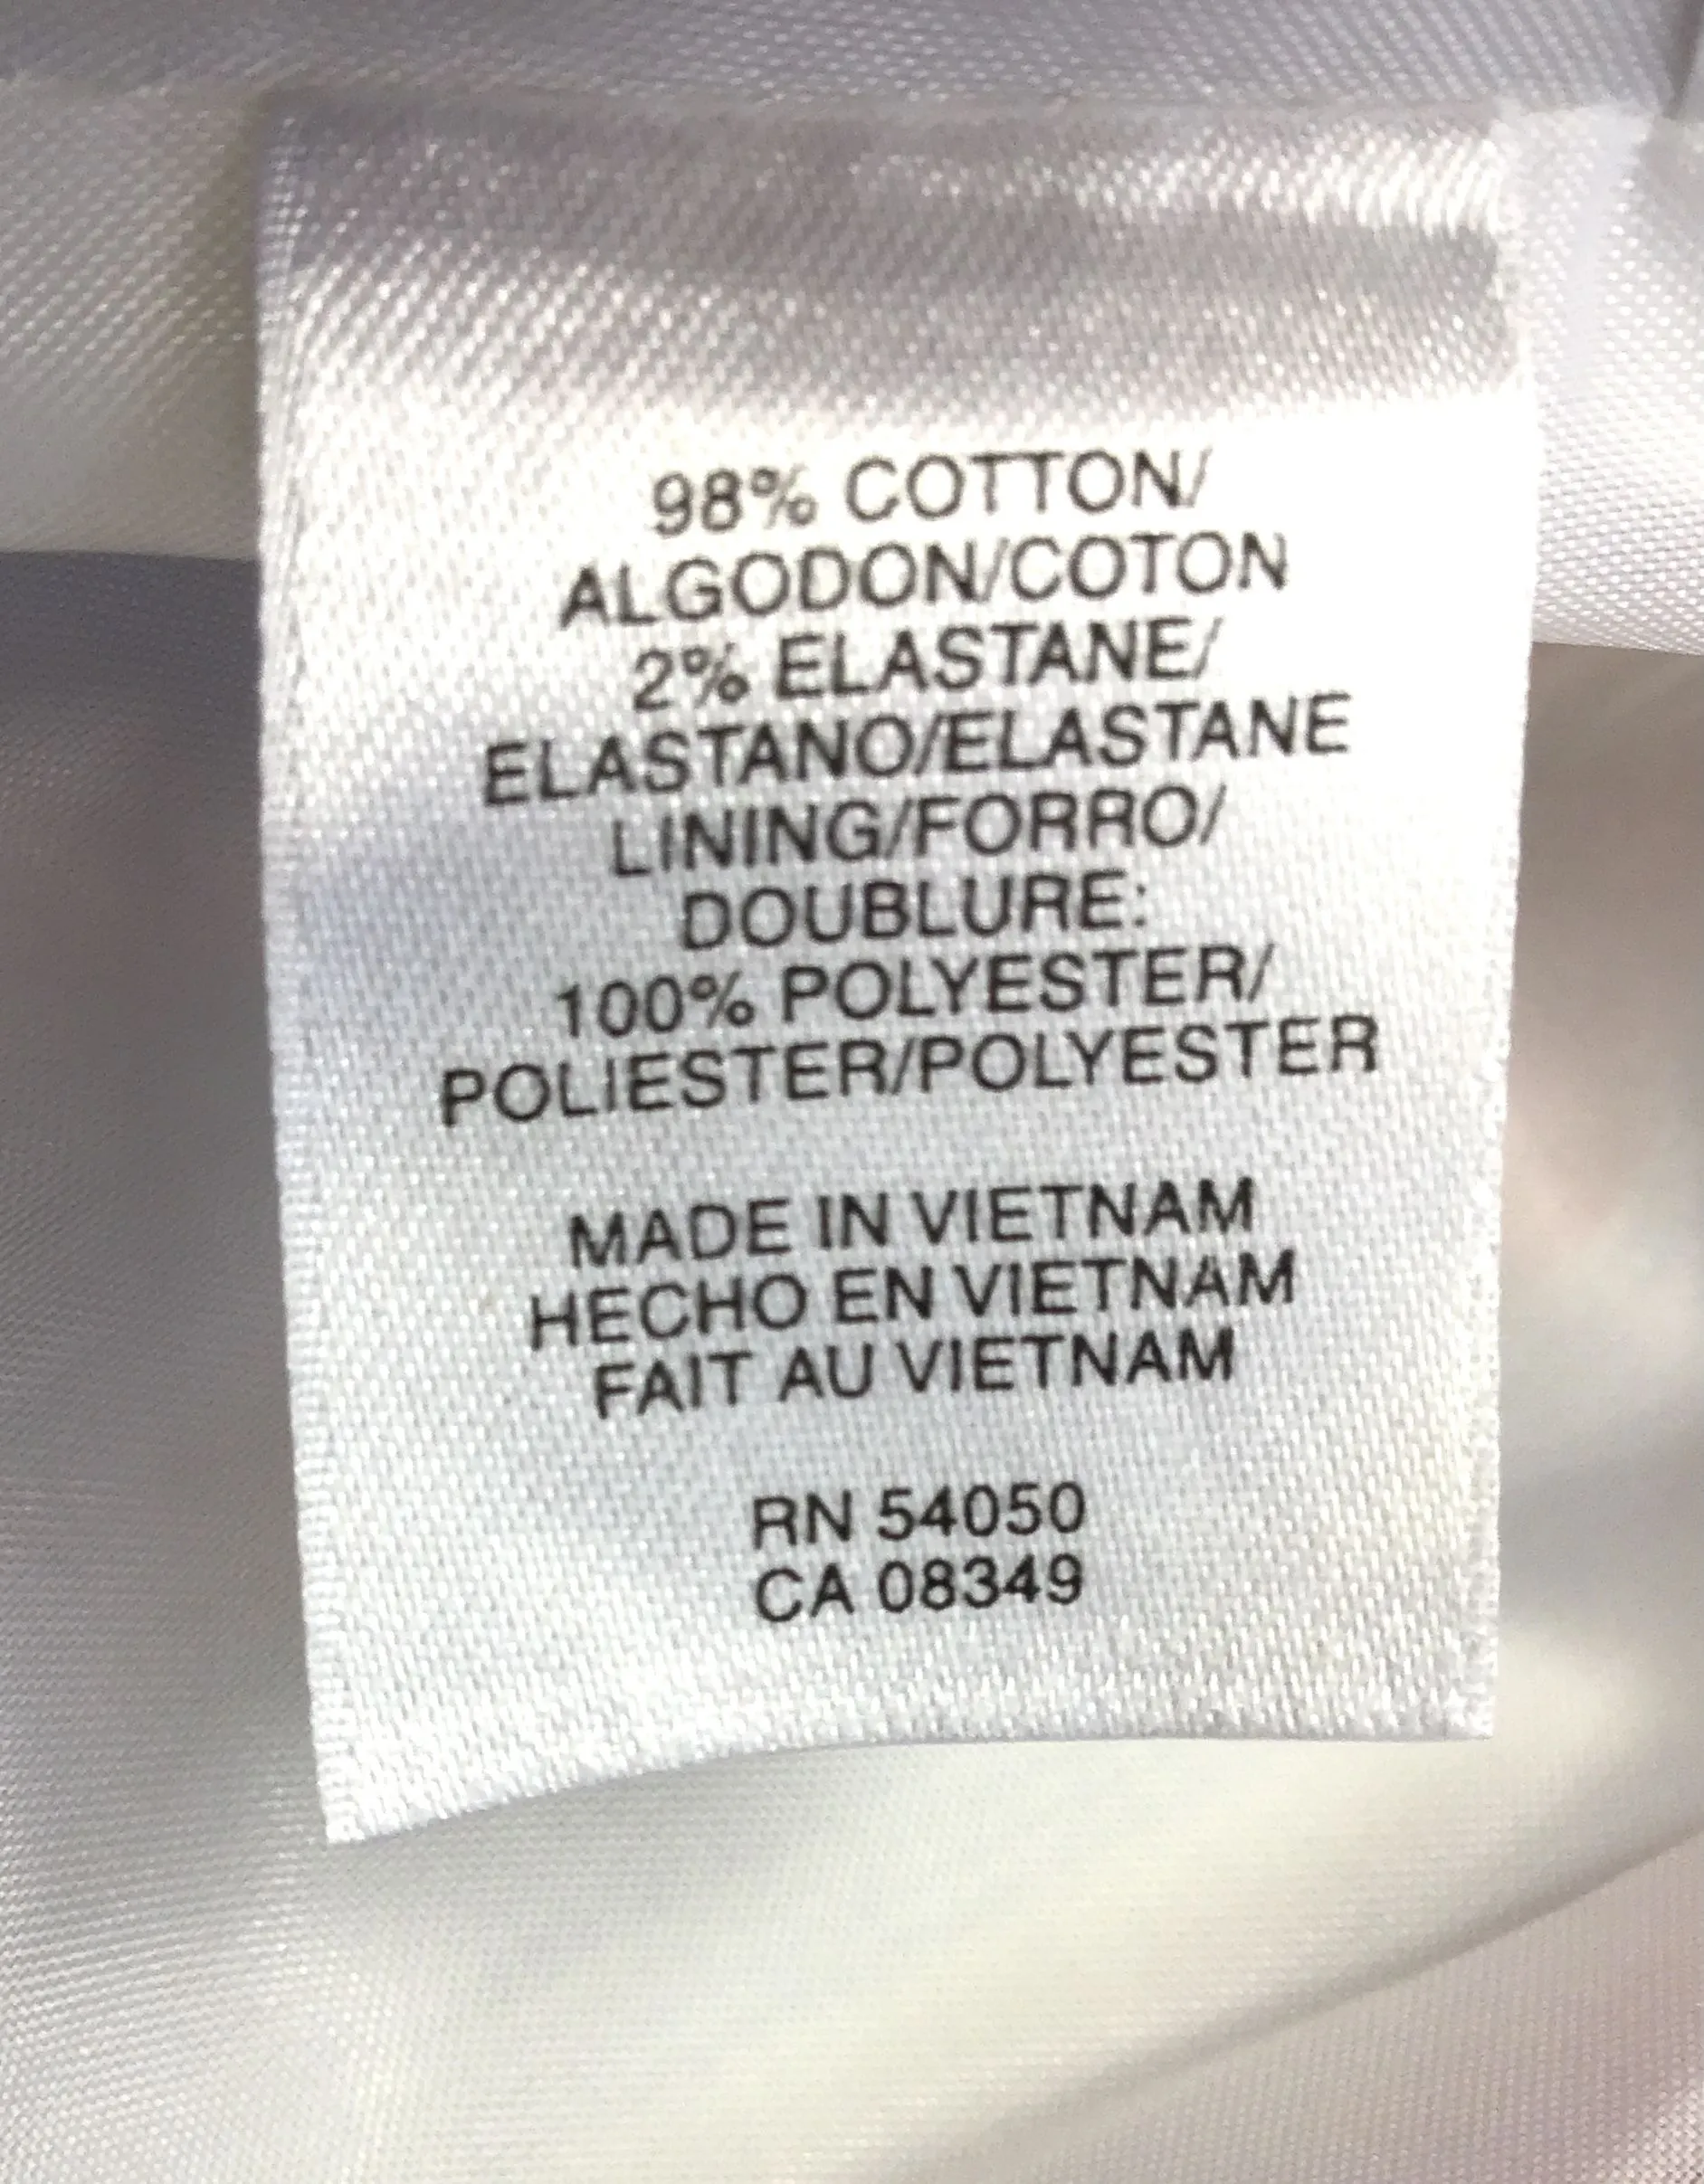 98% COTTON/
ALGODON/COTON
2% ELASTANE/
ELASTANO/ELASTANE
LINING/FORRO/
DOUBLURE:
100% POLYESTER/
POLIESTER/POLYESTER
MADE IN VIETNAM
HECHO EN VIETNAM
FAIT AU VIETNAM
RN 54050
CA 08349